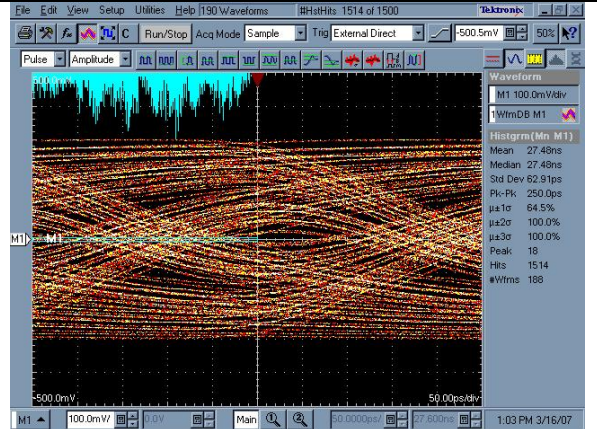 File Edit View Setup Utilities Help 190 Waveforms #HstHits 1514 of 1500 Tektronix
Run/Stop Acq Mode Sample Trig External Direct -500.5mV 50%
Pulse Amplitude
Waveform
M1 100.0mV/div
1 WfmDB M1
Histgrm(Mn M1)
Mean 27.48ns
Median 27.48ns
Std Dev 62.91ps
Pk-Pk 250.0ps
µ±1σ 64.5%
µ±2σ 100.0%
µ±3σ 100.0%
Peak 18
Hits 1514
#Wfms 188
M1 M1
-500.0mV 50.00ps/div
M1 100.0mV/ 0.0V Main 50.0000ps/ 27.600ns 1:03 PM 3/16/07